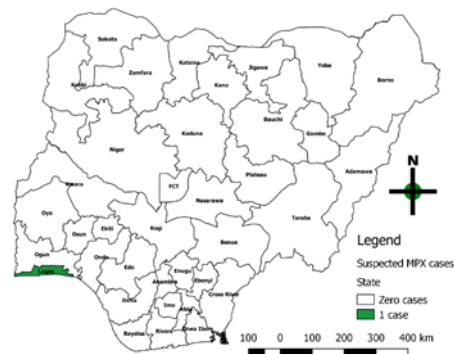 Sokoto
Katsina
Jigawa
Yobe
Borno
Zamfara
Kebbi
Kano
Bauchi
Gombe
Kaduna
Niger
Adamawa
Plateau
FCT
Nasarawa
Kwara
Taraba
Oyo
Kogi
Benue
Osun
Ekiti
Ogun
Ondo
Edo
Lagos
Enugu
Anambra
Ebonyi
Cross River
Delta
Imo
Abia
Bayelsa
Rivers
Akwa Ibom
N
Legend
Suspected MPX cases
State
Zero cases
1 case
100 0 100 200 300 400 km